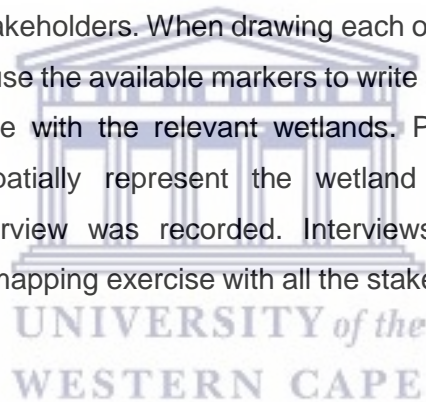 akeholders. When drawing each o
use the available markers to write
e with the relevant wetlands. P
patially represent the wetland
rview was recorded. Interviews
mapping exercise with all the stake
UNIVERSITY of the
WESTERN CAPE